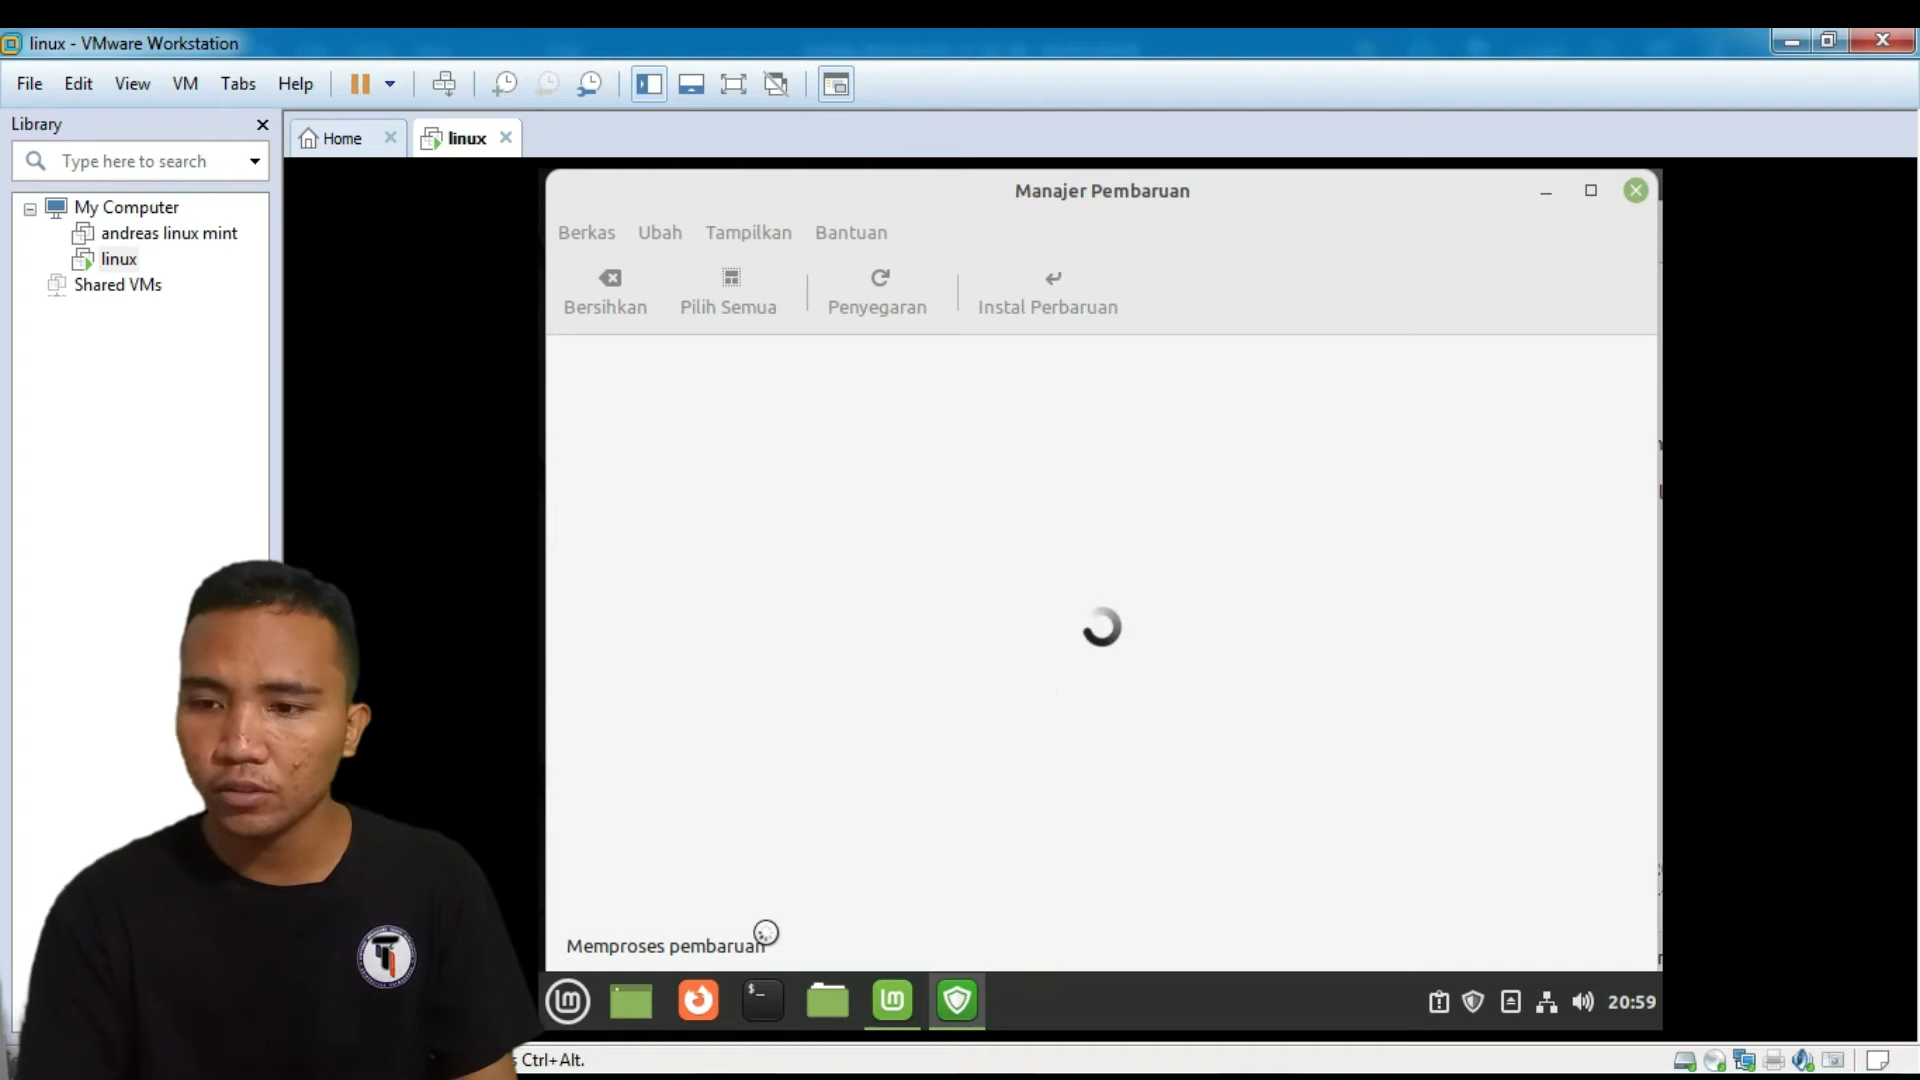 linux - VMware Workstation
File Edit View VM Tabs Help
Library
Type here to search
My Computer
andreas linux mint
linux
Shared VMs
Home linux
Manajer Pembaruan
Berkas Ubah Tampilkan Bantuan
Bersihkan Pilih Semua Penyegaran Instal Perbaruan
Memproses pembaruan
20:59
Ctrl+Alt.